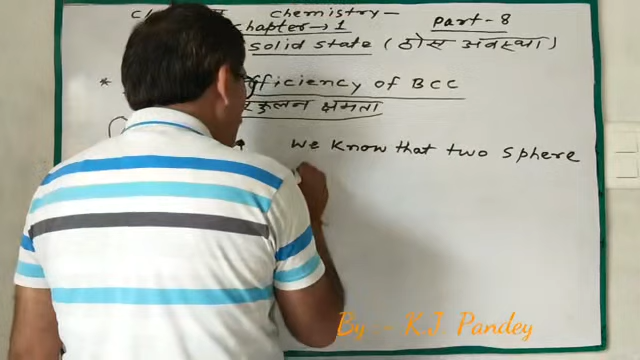 chemistry- Part-8
chapter→1
solid state (ठोस अवस्था)
* fficiency of BCC
संकुलन क्षमता
We know that two sphere
By :- K.J. Pandey